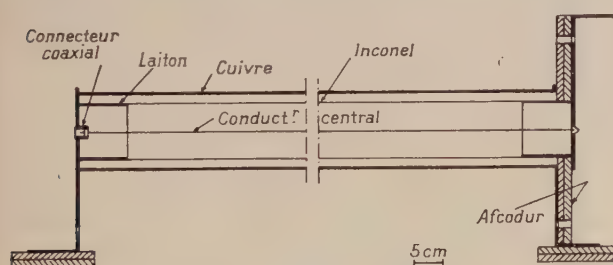 Connecteur
coaxial
Laiton
Cuivre
Inconel
Conduct.r central
Afcodur
5cm